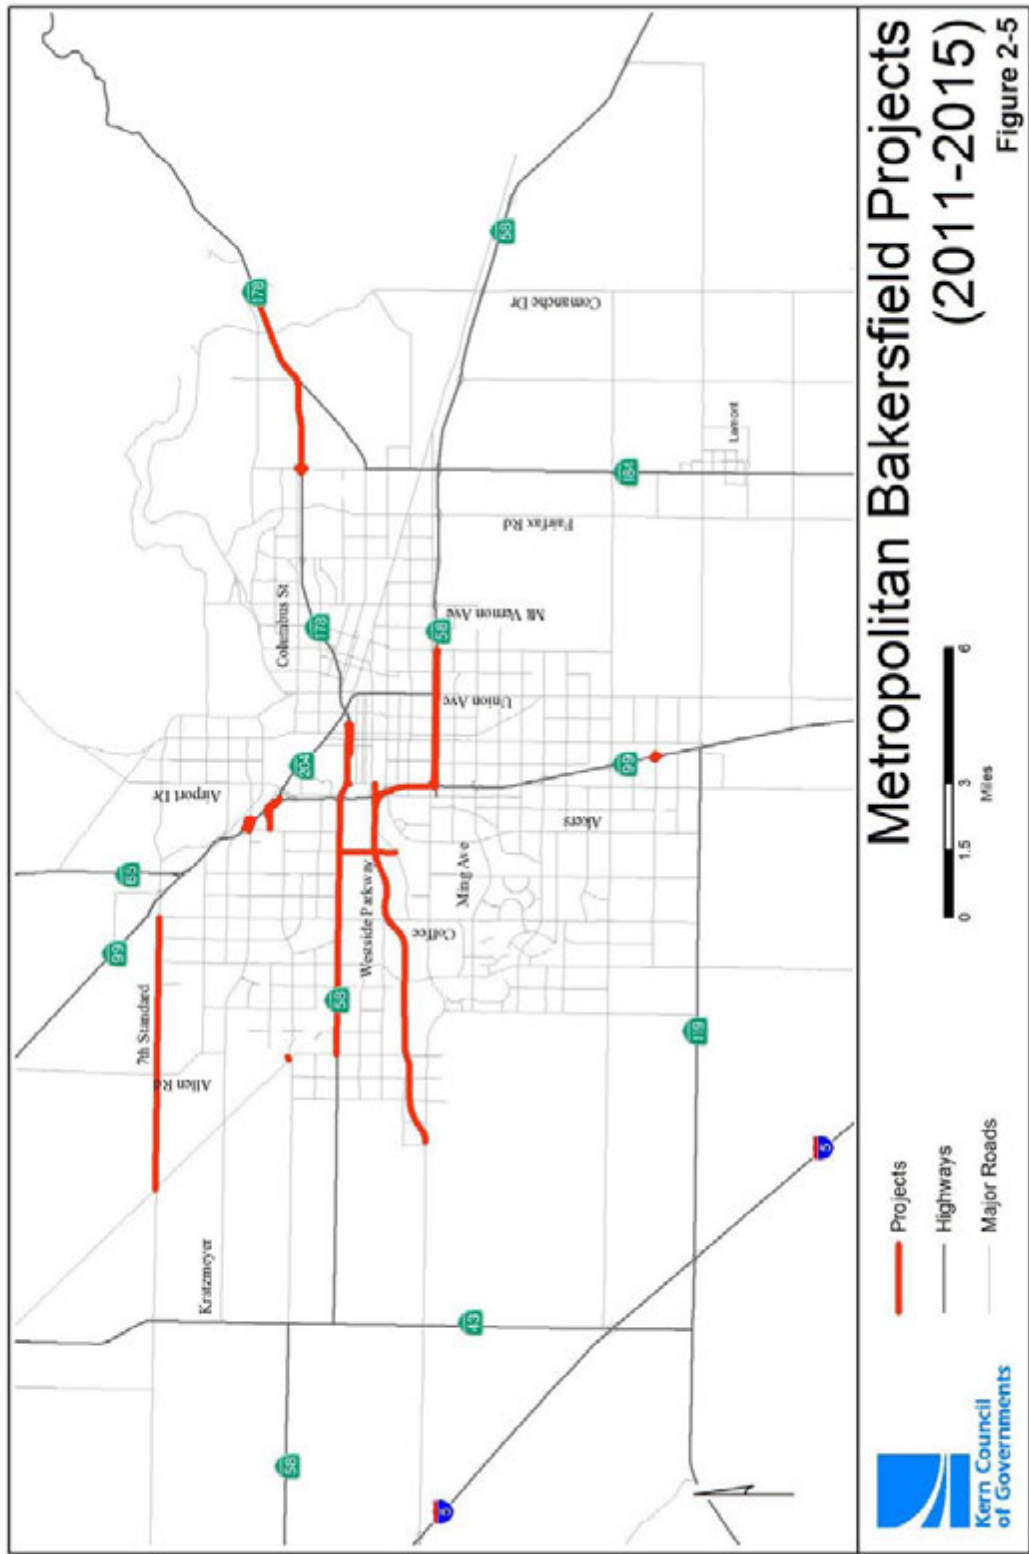 178
178
58
58
184
99
204
65
99
58
58
43
119
5
5
Comanche Dr
Lamont
Fairfax Rd
Mt Vernon Ave
Columbus St
Union Ave
Airport Dr
Akers
Ming Ave
Westside Parkway
Coffee
7th Standard
Allen Rd
Kratzmeyer
Kern Council
of Governments
Projects
Highways
Major Roads
0 1.5 3 6
Miles
Metropolitan Bakersfield Projects
(2011-2015)
Figure 2-5